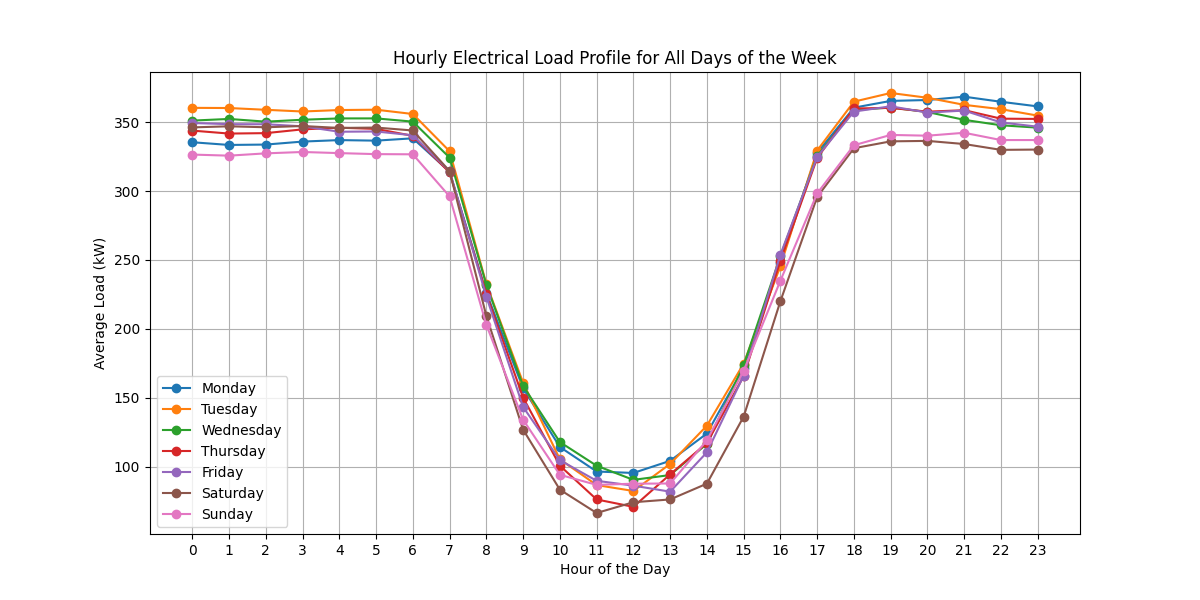 Hourly Electrical Load Profile for All Days of the Week
Average Load (kW)
350
300
250
200
150
100
Monday
Tuesday
Wednesday
Thursday
Friday
Saturday
Sunday
0 1 2 3 4 5 6 7 8 9 10 11 12 13 14 15 16 17 18 19 20 21 22 23
Hour of the Day